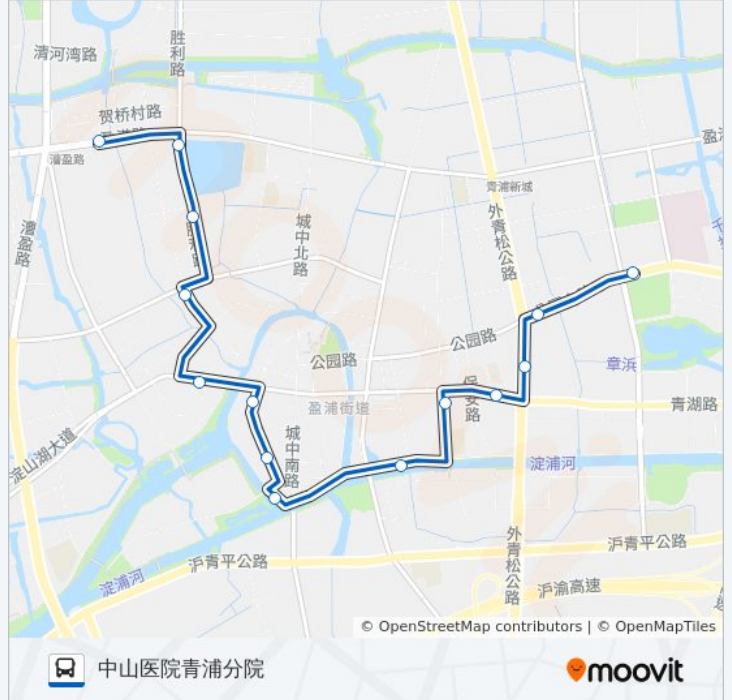 清河湾路
胜利路
贺桥村路
漕盈路
青浦新城
漕盈路
城中北路
外青松公路
公园路
公园路
章浜
保安路
盈浦街道
青湖路
城中南路
淀山湖大道
淀浦河
外青松公路
沪青平公路
沪青平公路
淀浦河
沪渝高速
© OpenStreetMap contributors | © OpenMapTiles
中山医院青浦分院
moovit